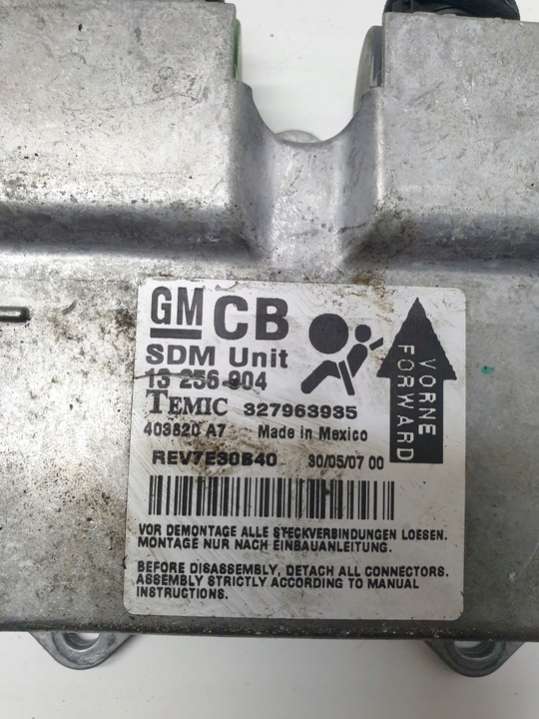 GM CB
SDM Unit
13 256 904
TEMIC 327963935
403820 A7 Made in Mexico
REV7E30B40 30/05/07 00
VORNE
FORWARD
VOR DEMONTAGE ALLE STECKVERBINDUNGEN LOESEN.
MONTAGE NUR NACH EINBAUANLEITUNG.
BEFORE DISASSEMBLY, DETACH ALL CONNECTORS.
ASSEMBLY STRICTLY ACCORDING TO MANUAL
INSTRUCTIONS.